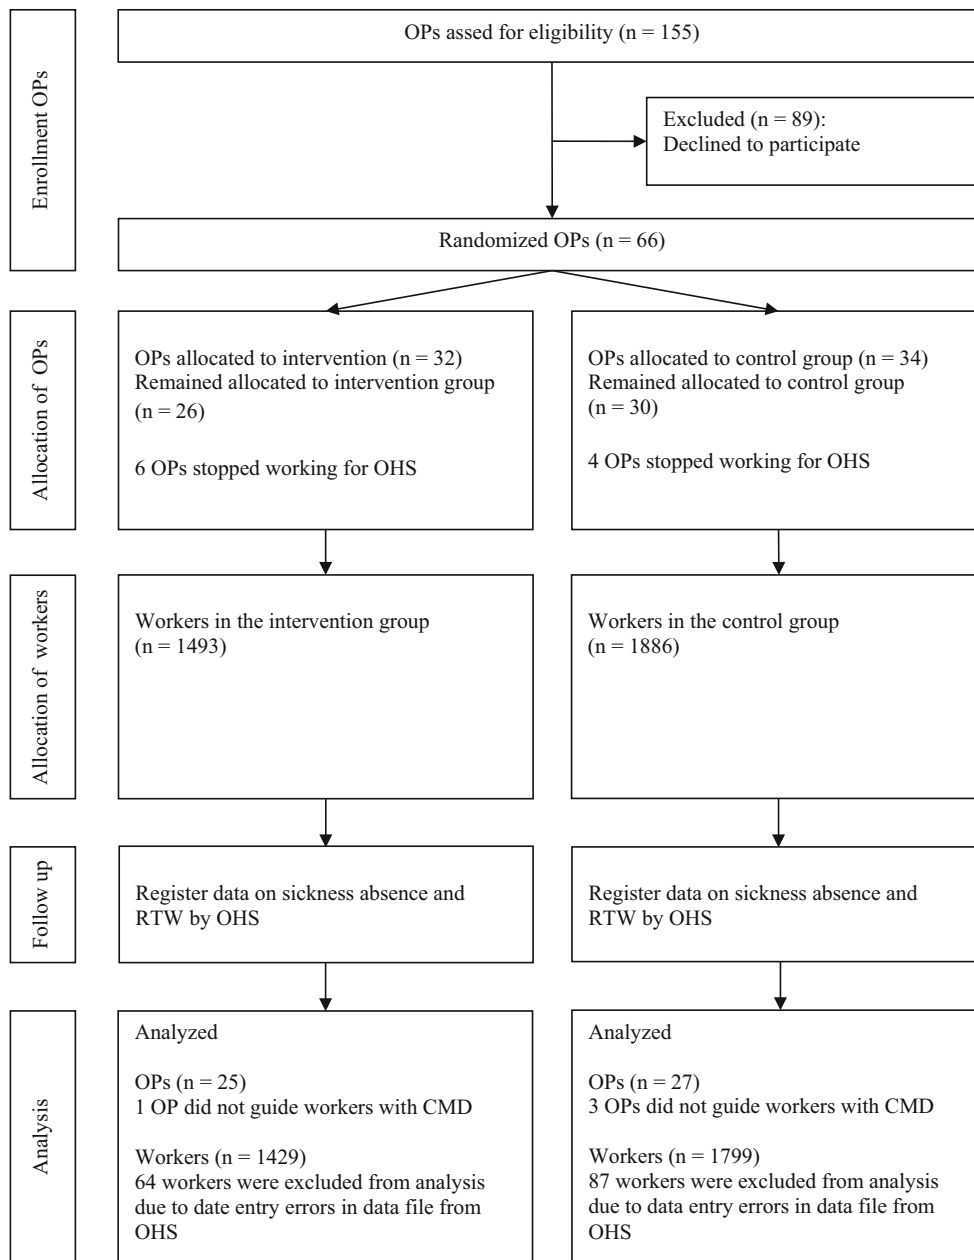 Enrollment OPs
OPs assed for eligibility (n = 155)
Excluded (n = 89):
Declined to participate
Randomized OPs (n = 66)
Allocation of OPs
OPs allocated to intervention (n = 32)
Remained allocated to intervention group
(n = 26)
6 OPs stopped working for OHS
OPs allocated to control group (n = 34)
Remained allocated to control group
(n = 30)
4 OPs stopped working for OHS
Allocation of workers
Workers in the intervention group
(n = 1493)
Workers in the control group
(n = 1886)
Follow up
Register data on sickness absence and
RTW by OHS
Register data on sickness absence and
RTW by OHS
Analysis
Analyzed
OPs (n = 25)
1 OP did not guide workers with CMD
Workers (n = 1429)
64 workers were excluded from analysis
due to date entry errors in data file from
OHS
Analyzed
OPs (n = 27)
3 OPs did not guide workers with CMD
Workers (n = 1799)
87 workers were excluded from analysis
due to data entry errors in data file from
OHS